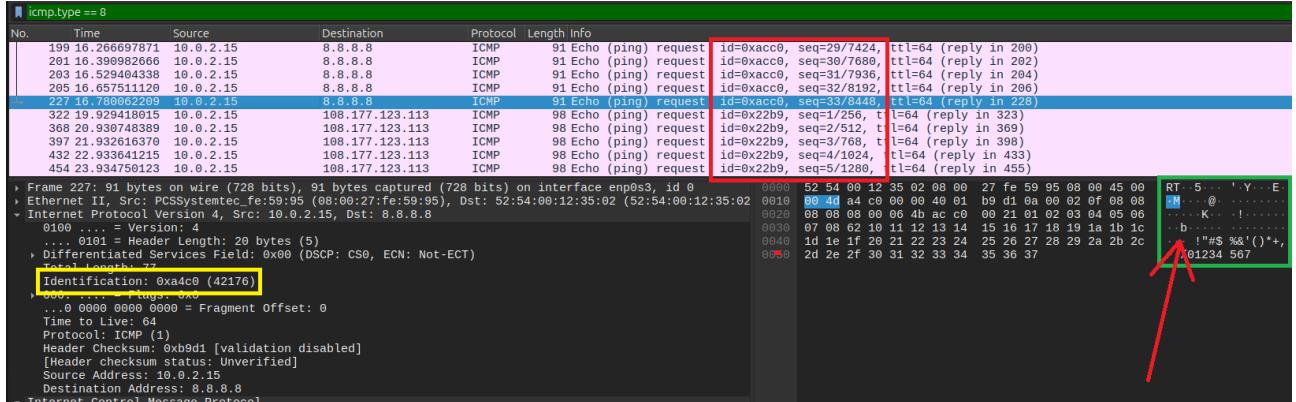 icmp.type == 8
No. Time Source Destination Protocol Length Info
199 16.266697871 10.0.2.15 8.8.8.8 ICMP 91 Echo (ping) request id=0xacc0, seq=29/7424, ttl=64 (reply in 200)
201 16.390982666 10.0.2.15 8.8.8.8 ICMP 91 Echo (ping) request id=0xacc0, seq=30/7680, ttl=64 (reply in 202)
203 16.529404338 10.0.2.15 8.8.8.8 ICMP 91 Echo (ping) request id=0xacc0, seq=31/7936, ttl=64 (reply in 204)
205 16.657511120 10.0.2.15 8.8.8.8 ICMP 91 Echo (ping) request id=0xacc0, seq=32/8192, ttl=64 (reply in 206)
227 16.780062209 10.0.2.15 8.8.8.8 ICMP 91 Echo (ping) request id=0xacc0, seq=33/8448, ttl=64 (reply in 228)
322 19.929418015 10.0.2.15 108.177.123.113 ICMP 98 Echo (ping) request id=0x22b9, seq=1/256, ttl=64 (reply in 323)
368 20.930748389 10.0.2.15 108.177.123.113 ICMP 98 Echo (ping) request id=0x22b9, seq=2/512, ttl=64 (reply in 369)
397 21.932616370 10.0.2.15 108.177.123.113 ICMP 98 Echo (ping) request id=0x22b9, seq=3/768, ttl=64 (reply in 398)
432 22.933641215 10.0.2.15 108.177.123.113 ICMP 98 Echo (ping) request id=0x22b9, seq=4/1024, ttl=64 (reply in 433)
454 23.934750123 10.0.2.15 108.177.123.113 ICMP 98 Echo (ping) request id=0x22b9, seq=5/1280, ttl=64 (reply in 455)
Frame 227: 91 bytes on wire (728 bits), 91 bytes captured (728 bits) on interface enp0s3, id 0
Ethernet II, Src: PCSSystemtec_fe:59:95 (08:00:27:fe:59:95), Dst: 52:54:00:12:35:02 (52:54:00:12:35:02
Internet Protocol Version 4, Src: 10.0.2.15, Dst: 8.8.8.8
0100 .... = Version: 4
.... 0101 = Header Length: 20 bytes (5)
Differentiated Services Field: 0x00 (DSCP: CS0, ECN: Not-ECT)
Total Length: 77
Identification: 0xa4c0 (42176)
000. .... = Flags: 0x0
...0 0000 0000 0000 = Fragment Offset: 0
Time to Live: 64
Protocol: ICMP (1)
Header Checksum: 0xb9d1 [validation disabled]
[Header checksum status: Unverified]
Source Address: 10.0.2.15
Destination Address: 8.8.8.8
Internet Control Message Protocol
0000 52 54 00 12 35 02 08 00 27 fe 59 95 08 00 45 00 RT··5··· '·Y···E·
0010 00 4d a4 c0 00 00 40 01 b9 d1 0a 00 02 0f 08 08 ·M····@· ········
0020 08 08 08 00 06 4b ac c0 00 21 01 02 03 04 05 06 ·····K·· ·!······
0030 07 08 62 10 11 12 13 14 15 16 17 18 19 1a 1b 1c ··b····· ········
0040 1d 1e 1f 20 21 22 23 24 25 26 27 28 29 2a 2b 2c !"#$ %&'()*+,
0050 2d 2e 2f 30 31 32 33 34 35 36 37 01234 567